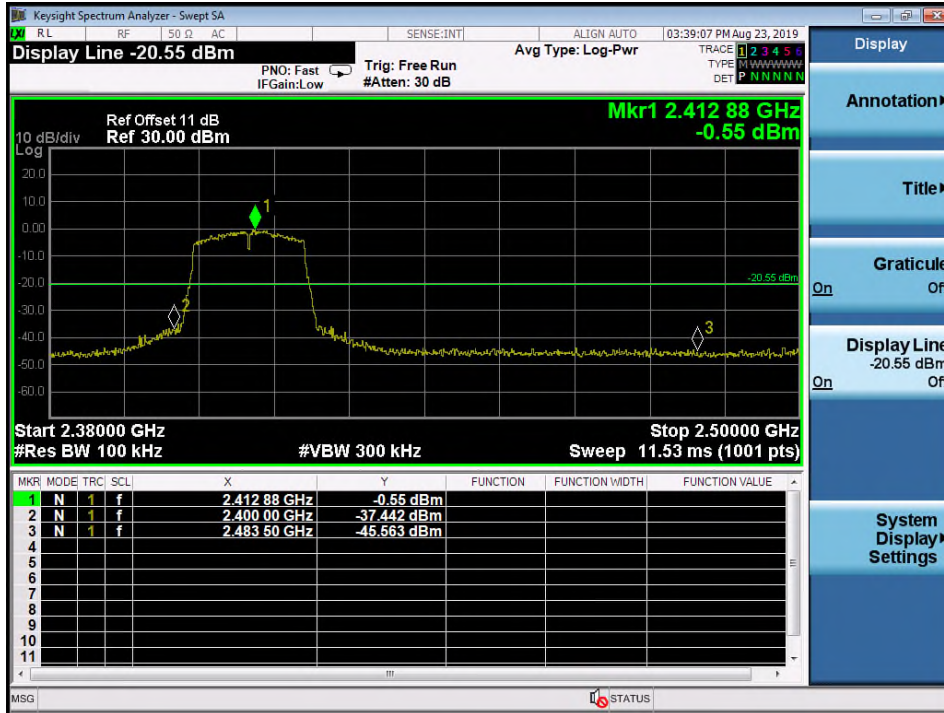 Keysight Spectrum Analyzer - Swept SA
LXI RL RF 50 Ω AC SENSE:INT ALIGN AUTO 03:39:07 PM Aug 23, 2019
Display Line -20.55 dBm
PNO: Fast
IFGain:Low
Trig: Free Run
#Atten: 30 dB
Avg Type: Log-Pwr
TRACE 1 2 3 4 5 6
TYPE M WWWWW
DET P N N N N N
Mkr1 2.412 88 GHz
-0.55 dBm
Ref Offset 11 dB
10 dB/div Ref 30.00 dBm
Log
20.0
10.0
0.00
-10.0
-20.0
-30.0
-40.0
-50.0
-60.0
1
2
3
-20.55 dBm
Start 2.38000 GHz Stop 2.50000 GHz
#Res BW 100 kHz #VBW 300 kHz Sweep 11.53 ms (1001 pts)
MKR MODE TRC SCL X Y FUNCTION FUNCTION WIDTH FUNCTION VALUE
1 N 1 f 2.412 88 GHz -0.55 dBm
2 N 1 f 2.400 00 GHz -37.442 dBm
3 N 1 f 2.483 50 GHz -45.563 dBm
4
5
6
7
8
9
10
11
MSG STATUS
Display
Annotation
Title
Graticule
On Off
Display Line
-20.55 dBm
On Off
System
Display
Settings